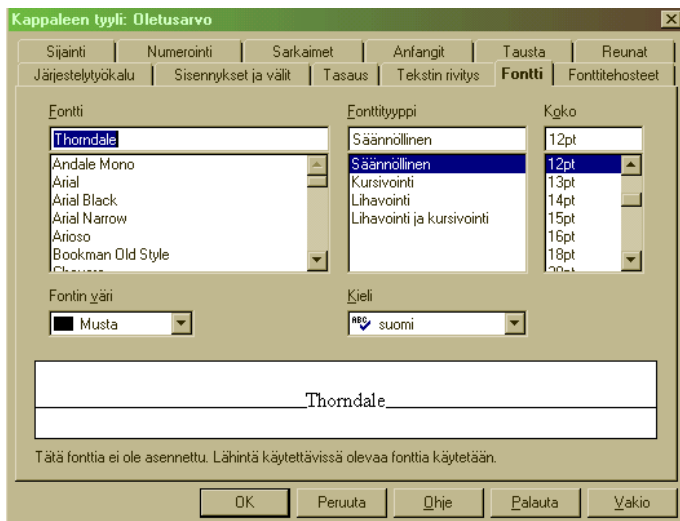 Kappaleen tyyli: Oletusarvo
Sijainti Numerointi Sarkaimet Anfangit Tausta Reunat
Järjestelytyökalu Sisennykset ja välit Tasaus Tekstin rivitys Fontti Fonttitehosteet
Fontti Fonttityyppi Koko
Thorndale Säännöllinen 12pt
Andale Mono Säännöllinen 12pt
Arial Kursivointi 13pt
Arial Black Lihavointi 14pt
Arial Narrow Lihavointi ja kursivointi 15pt
Arioso 16pt
Bookman Old Style 18pt
Fontin väri Kieli
Musta ABC suomi
Thorndale
Tätä fonttia ei ole asennettu. Lähintä käytettävissä olevaa fonttia käytetään.
OK Peruuta Ohje Palauta Vakio